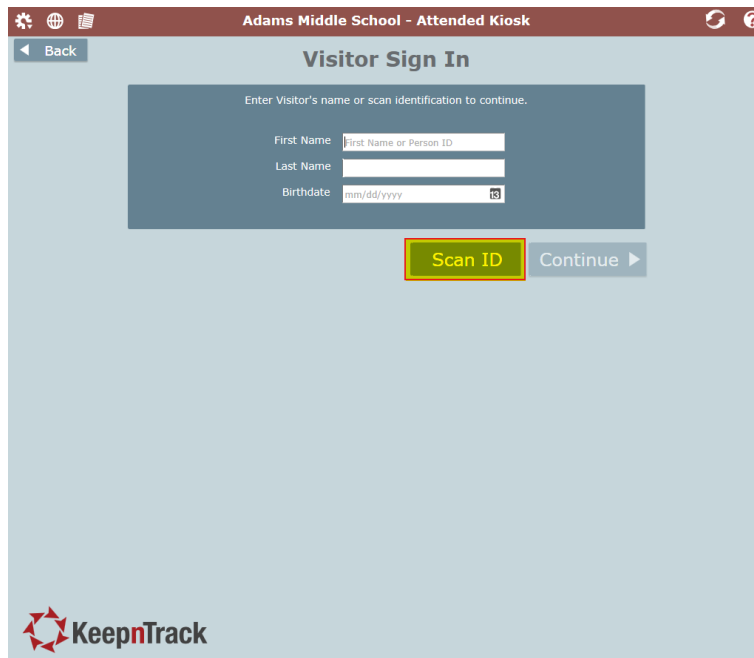 Adams Middle School - Attended Kiosk
Back
Visitor Sign In
Enter Visitor's name or scan identification to continue.
First Name First Name or Person ID
Last Name
Birthdate mm/dd/yyyy 13
Scan ID Continue
KeepnTrack